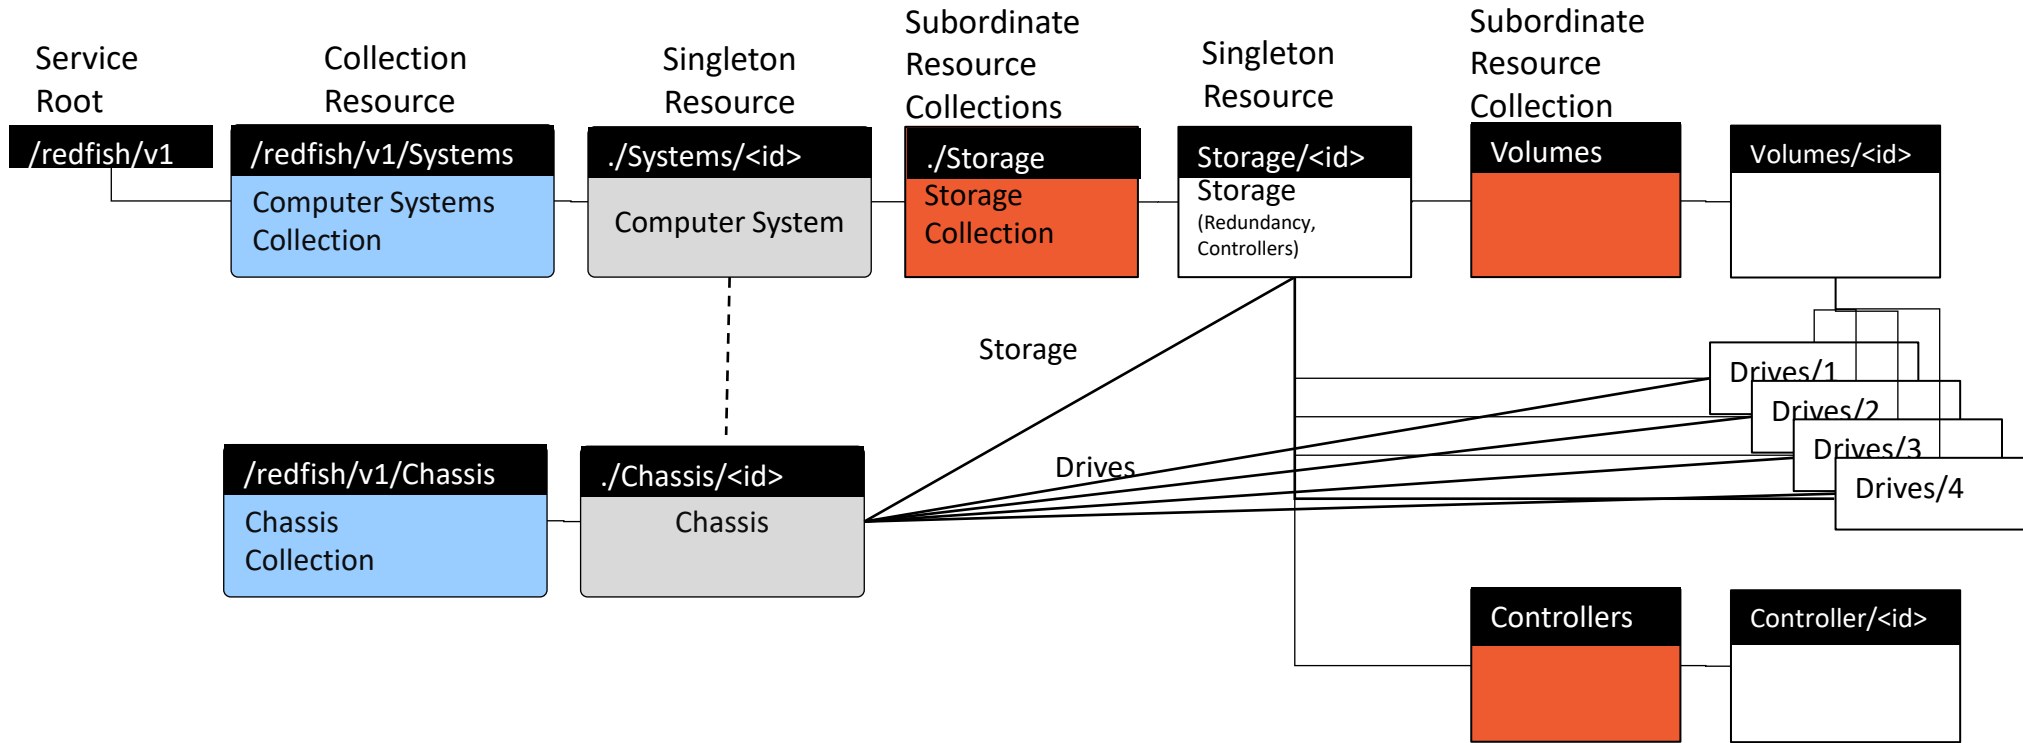 Service
Root
Collection
Resource
Singleton
Resource
Subordinate
Resource
Collections
Singleton
Resource
Subordinate
Resource
Collection
/redfish/v1
/redfish/v1/Systems
Computer Systems
Collection
./Systems/<id>
Computer System
./Storage
Storage
Collection
Storage/<id>
Storage
(Redundancy,
Controllers)
Volumes
Volumes/<id>
Storage
Drives
Drives/1
Drives/2
Drives/3
Drives/4
/redfish/v1/Chassis
Chassis
Collection
./Chassis/<id>
Chassis
Controllers
Controller/<id>